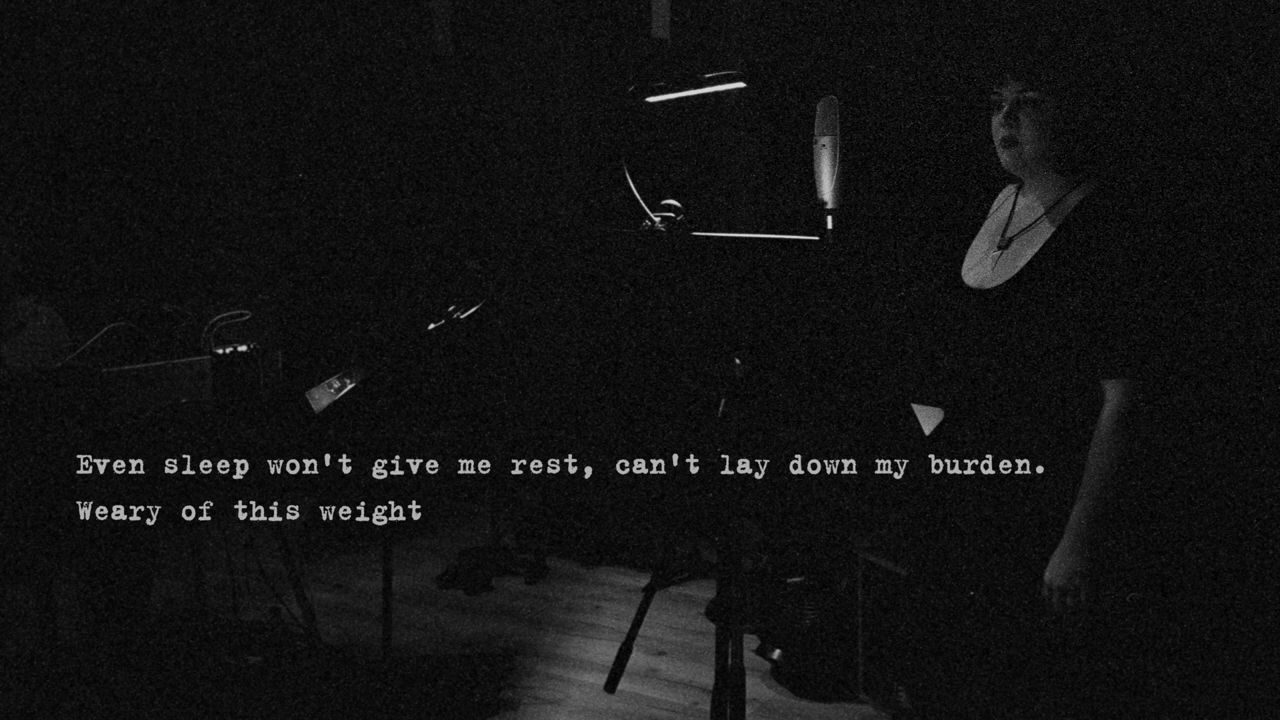 Even sleep won't give me rest, can't lay down my burden.
Weary of this weight